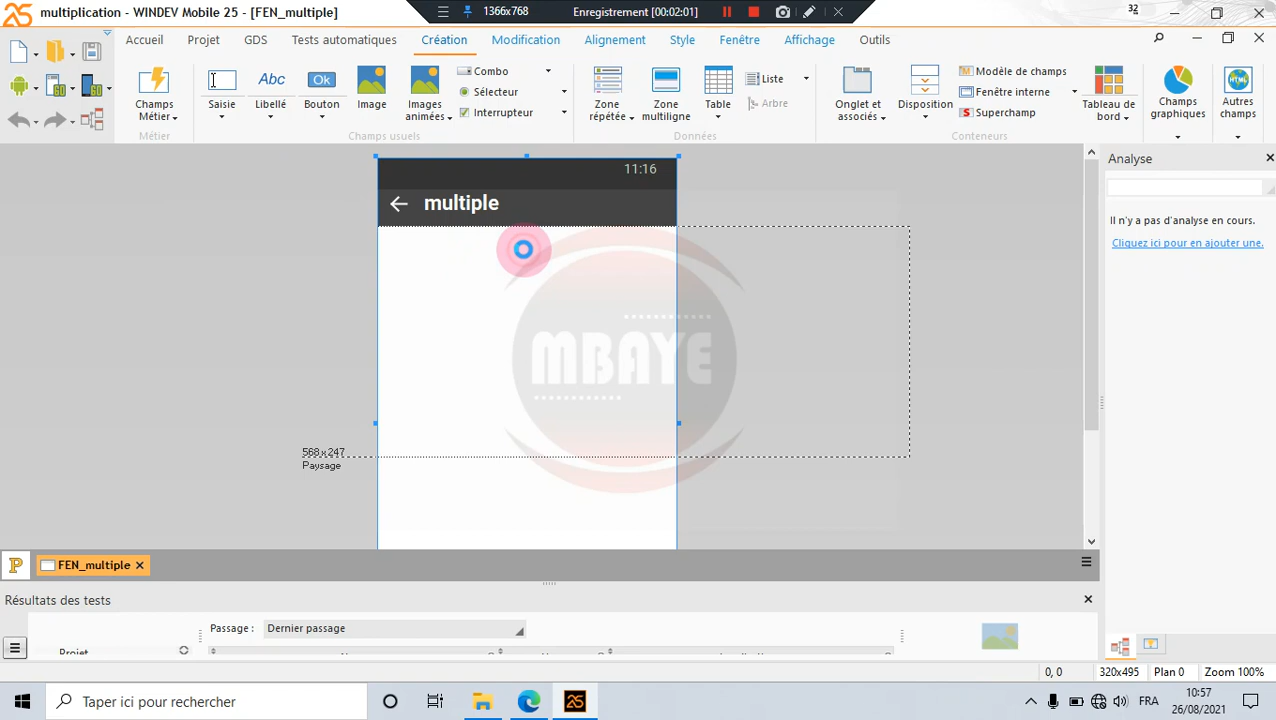 multiplication - WINDEV Mobile 25 - [FEN_multiple]
1366x768
Enregistrement [00:02:01]
32
Accueil
Projet
GDS
Tests automatiques
Création
Modification
Alignement
Style
Fenêtre
Affichage
Outils
Champs Métier
Saisie
Abc
Libellé
Ok
Bouton
Image
Images animées
Combo
Sélecteur
Interrupteur
Zone répétée
Zone multiligne
Table
Liste
Arbre
Onglet et associés
Disposition
Modèle de champs
Fenêtre interne
Superchamp
Tableau de bord
Champs graphiques
Autres champs
Métier
Champs usuels
Données
Conteneurs
11:16
multiple
MBAYE
568x247
Paysage
Analyse
Il n'y a pas d'analyse en cours.
Cliquez ici pour en ajouter une.
FEN_multiple
Résultats des tests
Passage :
Dernier passage
Projet
0, 0
320x495
Plan 0
Zoom 100%
Taper ici pour rechercher
25
FRA
10:57
26/08/2021